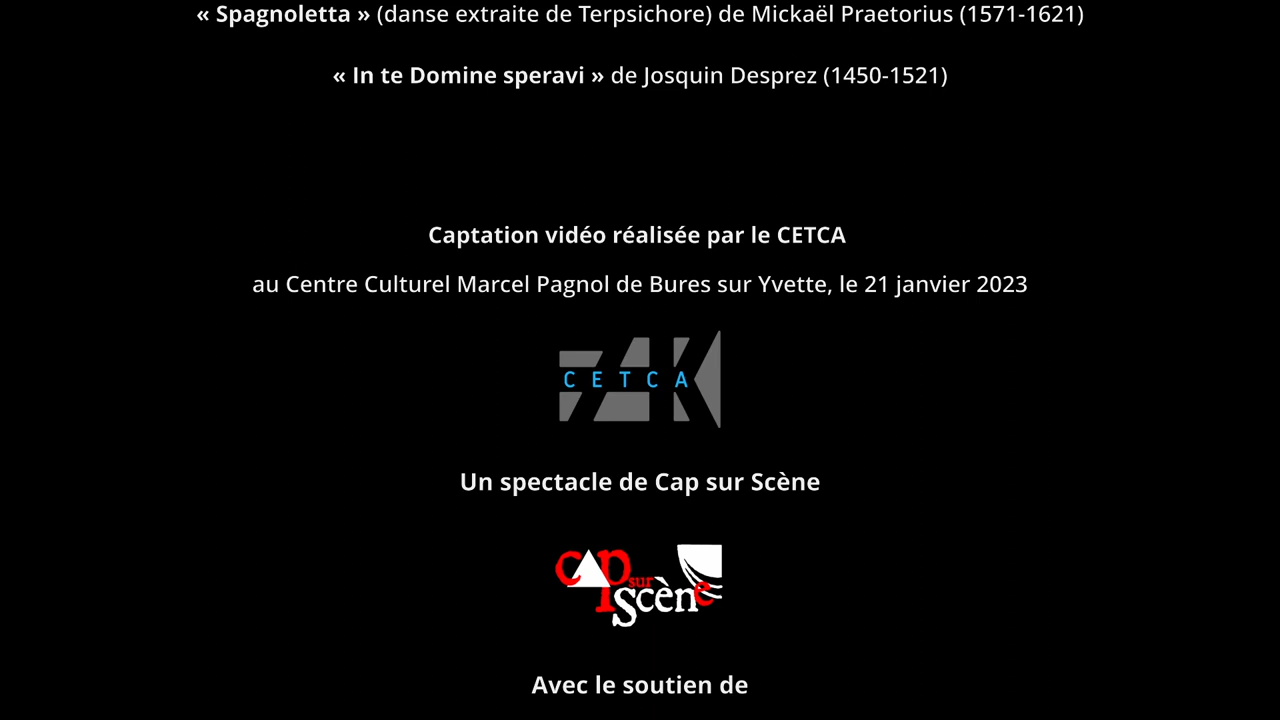 « Spagnoletta » (danse extraite de Terpsichore) de Mickaël Praetorius (1571-1621)
« In te Domine speravi » de Josquin Desprez (1450-1521)
Captation vidéo réalisée par le CETCA
au Centre Culturel Marcel Pagnol de Bures sur Yvette, le 21 janvier 2023
CETCA
Un spectacle de Cap sur Scène
cap sur Scène
Avec le soutien de